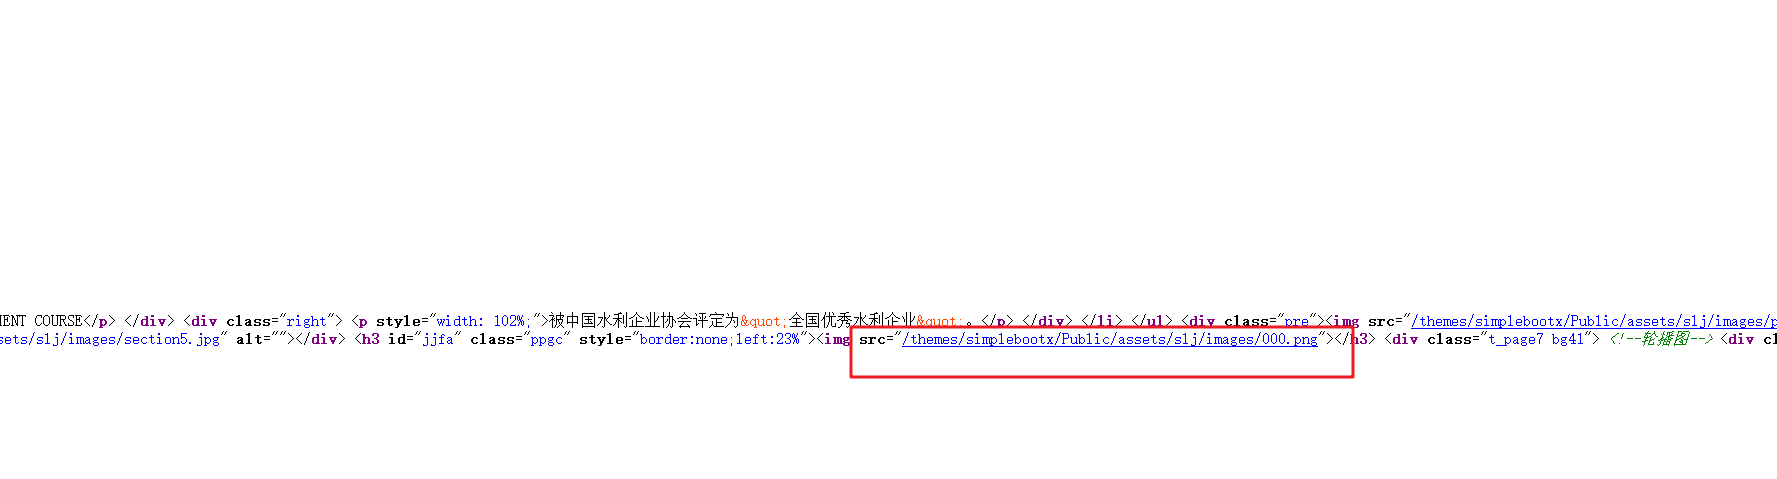 MENT COURSE</p> </div> <div class="right"> <p style="width: 102%;">被中国水利企业协会评定为&quot;全国优秀水利企业&quot;。</p> </div> </li> </ul> <div class="pre"><img src="/themes/simplebootx/Public/assets/slj/images/p
sets/slj/images/section5.jpg" alt=""></div> <h3 id="jjfa" class="ppgc" style="border:none;left:23%"><img src="/themes/simplebootx/Public/assets/slj/images/000.png"></h3> <div class="t_page7 bg41"> <!--轮播图--> <div cl